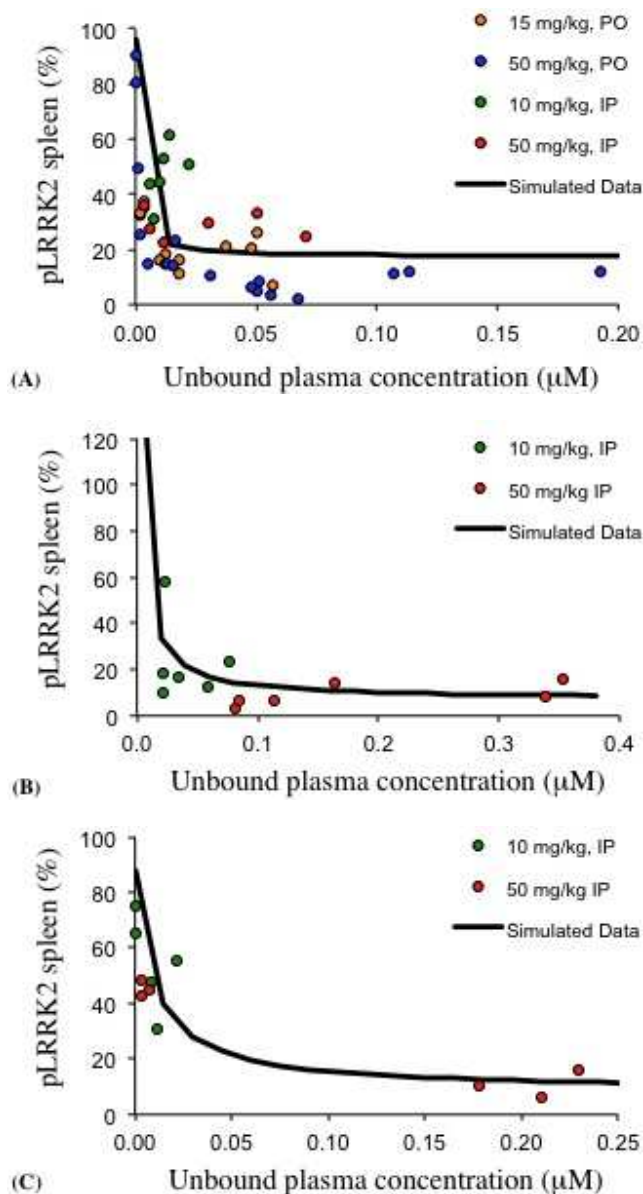 100
80
60
40
20
0
pLRRK2 spleen (%)
15 mg/kg, PO
50 mg/kg, PO
10 mg/kg, IP
50 mg/kg, IP
Simulated Data
0.00 0.05 0.10 0.15 0.20
(A) Unbound plasma concentration (µM)
120
100
80
60
40
20
0
pLRRK2 spleen (%)
10 mg/kg, IP
50 mg/kg IP
Simulated Data
0.0 0.1 0.2 0.3 0.4
(B) Unbound plasma concentration (µM)
100
80
60
40
20
0
pLRRK2 spleen (%)
10 mg/kg, IP
50 mg/kg IP
Simulated Data
0.00 0.05 0.10 0.15 0.20 0.25
(C) Unbound plasma concentration (µM)